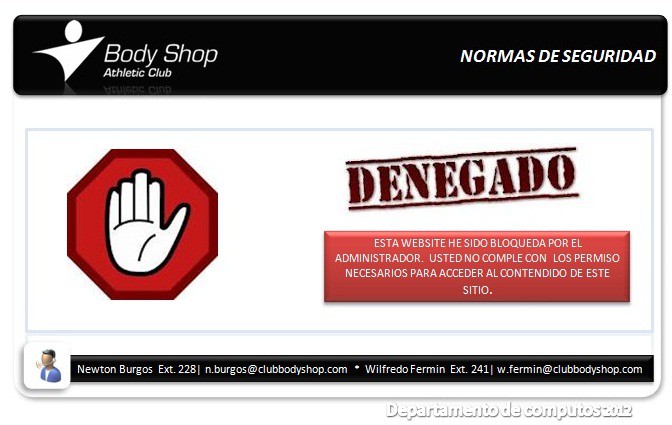 Body Shop
Athletic Club
NORMAS DE SEGURIDAD
DENEGADO
ESTA WEBSITE HE SIDO BLOQUEDA POR EL
ADMINISTRADOR. USTED NO COMPLE CON LOS PERMISO
NECESARIOS PARA ACCEDER AL CONTENDIDO DE ESTE
SITIO.
Newton Burgos Ext. 228| n.burgos@clubbodyshop.com * Wilfredo Fermin Ext. 241| w.fermin@clubbodyshop.com
Departamento de computos 2012